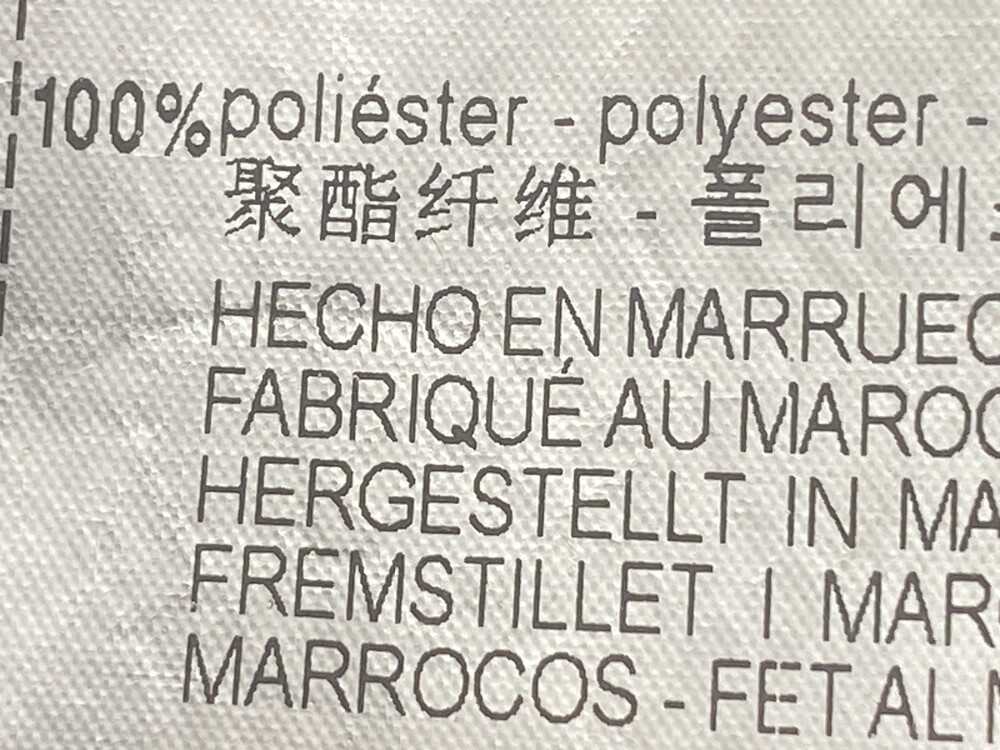 100% poliéster - polyester -
聚酯纤维 - 폴리에
HECHO EN MARRUEC
FABRIQUÉ AU MAROC
HERGESTELLT IN MA
FREMSTILLET I MAR
MARROCOS - FET AL M